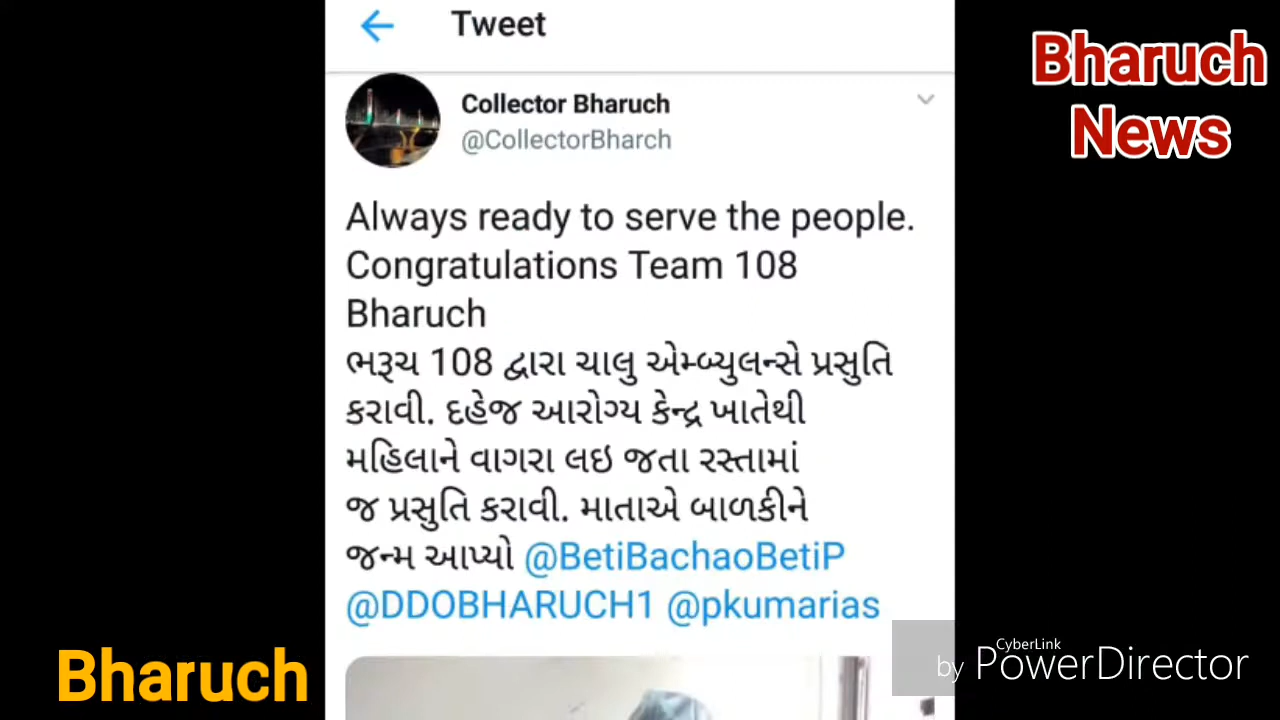 Tweet
Collector Bharuch
@CollectorBharch
Always ready to serve the people.
Congratulations Team 108
Bharuch
ભરૂચ 108 દ્વારા ચાલુ એમ્બ્યુલન્સે પ્રસુતિ
કરાવી. દહેજ આરોગ્ય કેન્દ્ર ખાતેથી
મહિલાને વાગરા લઇ જતા રસ્તામાં
જ પ્રસુતિ કરાવી. માતાએ બાળકીને
જન્મ આપ્યો @BetiBachaoBetiP
@DDOBHARUCH1 @pkumarias
Bharuch
News
Bharuch
CyberLink
by PowerDirector